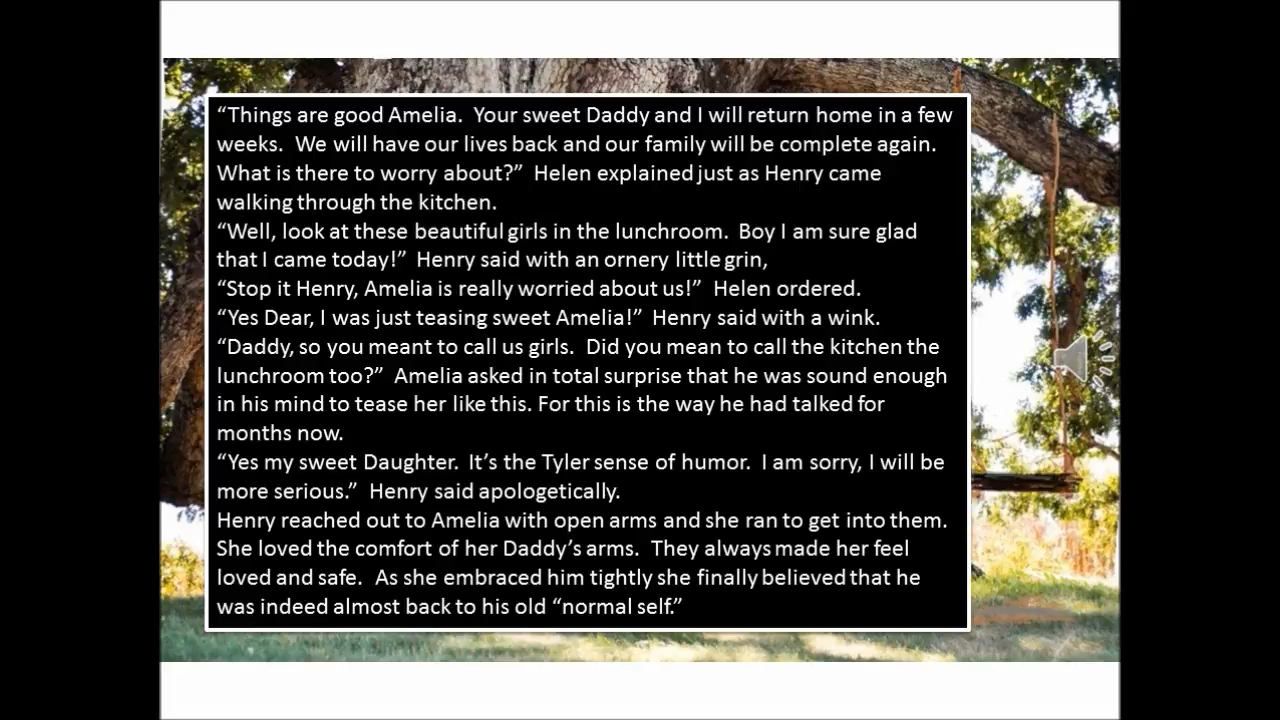 “Things are good Amelia.  Your sweet Daddy and I will return home in a few
weeks.  We will have our lives back and our family will be complete again.
What is there to worry about?”  Helen explained just as Henry came
walking through the kitchen.
“Well, look at these beautiful girls in the lunchroom.  Boy I am sure glad
that I came today!”  Henry said with an ornery little grin,
“Stop it Henry, Amelia is really worried about us!”  Helen ordered.
“Yes Dear, I was just teasing sweet Amelia!”  Henry said with a wink.
“Daddy, so you meant to call us girls.  Did you mean to call the kitchen the
lunchroom too?”  Amelia asked in total surprise that he was sound enough
in his mind to tease her like this. For this is the way he had talked for
months now.
“Yes my sweet Daughter.  It’s the Tyler sense of humor.  I am sorry, I will be
more serious.”  Henry said apologetically.
Henry reached out to Amelia with open arms and she ran to get into them.
She loved the comfort of her Daddy’s arms.  They always made her feel
loved and safe.  As she embraced him tightly she finally believed that he
was indeed almost back to his old “normal self.”